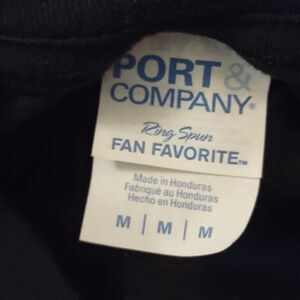 PORT &
COMPANY®
Ring Spun
FAN FAVORITE™
Made in Honduras
Fabriqué au Honduras
Hecho en Honduras
M | M | M